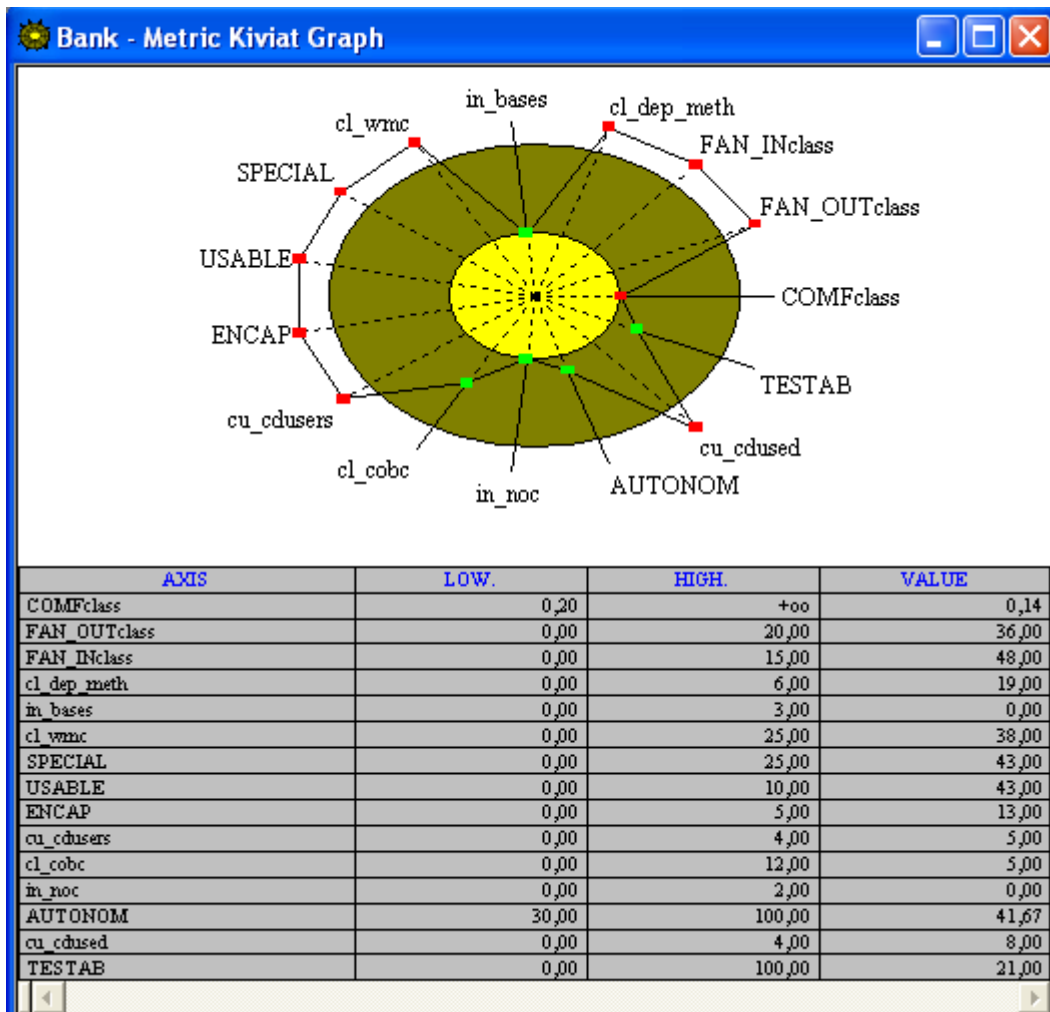 Bank - Metric Kiviat Graph
in_bases
cl_dep_meth
cl_wmc
FAN_INclass
SPECIAL
FAN_OUTclass
USABLE
COMFclass
ENCAP
TESTAB
cu_cdusers
cu_cdused
cl_cobc
AUTONOM
in_noc
AXIS LOW. HIGH. VALUE
COMFclass 0,20 +oo 0,14
FAN_OUTclass 0,00 20,00 36,00
FAN_INclass 0,00 15,00 48,00
cl_dep_meth 0,00 6,00 19,00
in_bases 0,00 3,00 0,00
cl_wmc 0,00 25,00 38,00
SPECIAL 0,00 25,00 43,00
USABLE 0,00 10,00 43,00
ENCAP 0,00 5,00 13,00
cu_cdusers 0,00 4,00 5,00
cl_cobc 0,00 12,00 5,00
in_noc 0,00 2,00 0,00
AUTONOM 30,00 100,00 41,67
cu_cdused 0,00 4,00 8,00
TESTAB 0,00 100,00 21,00